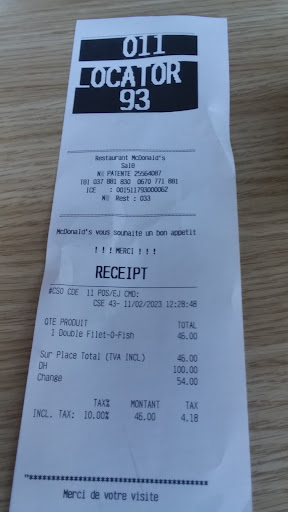 011
LOCATOR
93
Restaurant McDonald's
Salé
NU PATENTE 25564087
Tél 037 881 830 0670 771 881
ICE : 001511793000062
NU Rest : 033
McDonald's vous souhaite un bon appetit
! ! ! MERCI ! ! !
RECEIPT
#CSO CDE 11 POS/EJ CMD:
CSE 43- 11/02/2023 12:28:48
QTE PRODUIT TOTAL
1 Double Filet-O-Fish 46.00
Sur Place Total (TVA INCL) 46.00
DH 100.00
Change 54.00
TAX% MONTANT TAX
INCL. TAX: 10.00% 46.00 4.18
Merci de votre visite